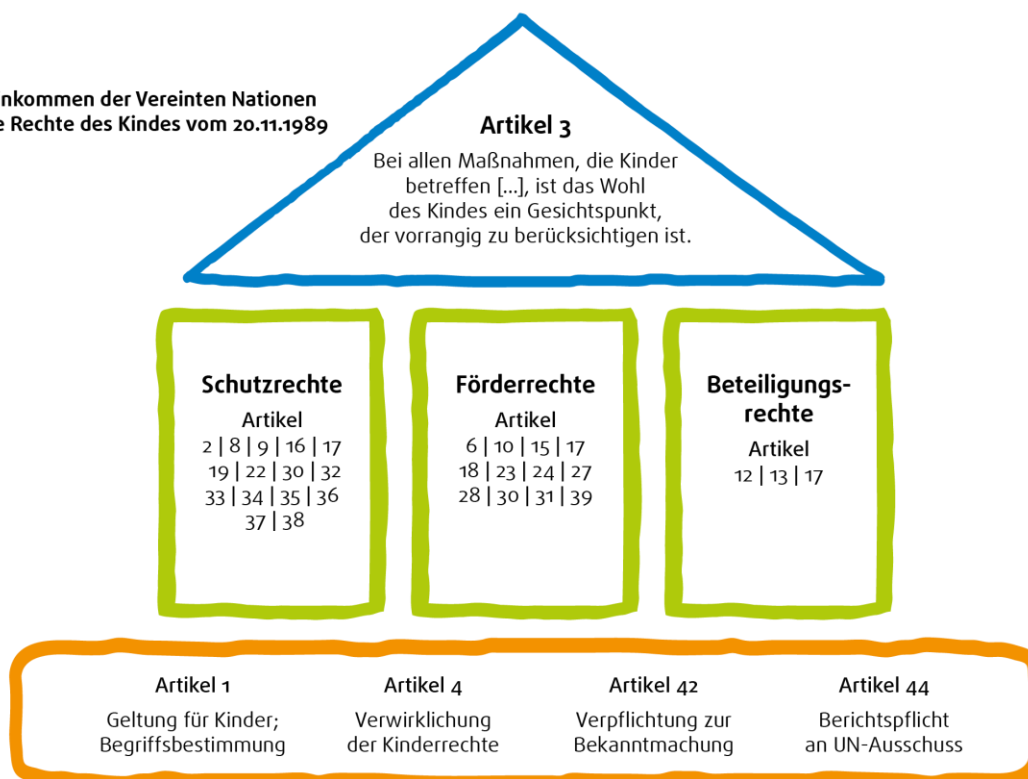 nkommen der Vereinten Nationen
e Rechte des Kindes vom 20.11.1989
Artikel 3
Bei allen Maßnahmen, die Kinder
betreffen [...], ist das Wohl
des Kindes ein Gesichtspunkt,
der vorrangig zu berücksichtigen ist.
Schutzrechte
Artikel
2 | 8 | 9 | 16 | 17
19 | 22 | 30 | 32
33 | 34 | 35 | 36
37 | 38
Förderrechte
Artikel
6 | 10 | 15 | 17
18 | 23 | 24 | 27
28 | 30 | 31 | 39
Beteiligungs-
rechte
Artikel
12 | 13 | 17
Artikel 1
Geltung für Kinder;
Begriffsbestimmung
Artikel 4
Verwirklichung
der Kinderrechte
Artikel 42
Verpflichtung zur
Bekanntmachung
Artikel 44
Berichtspflicht
an UN-Ausschuss